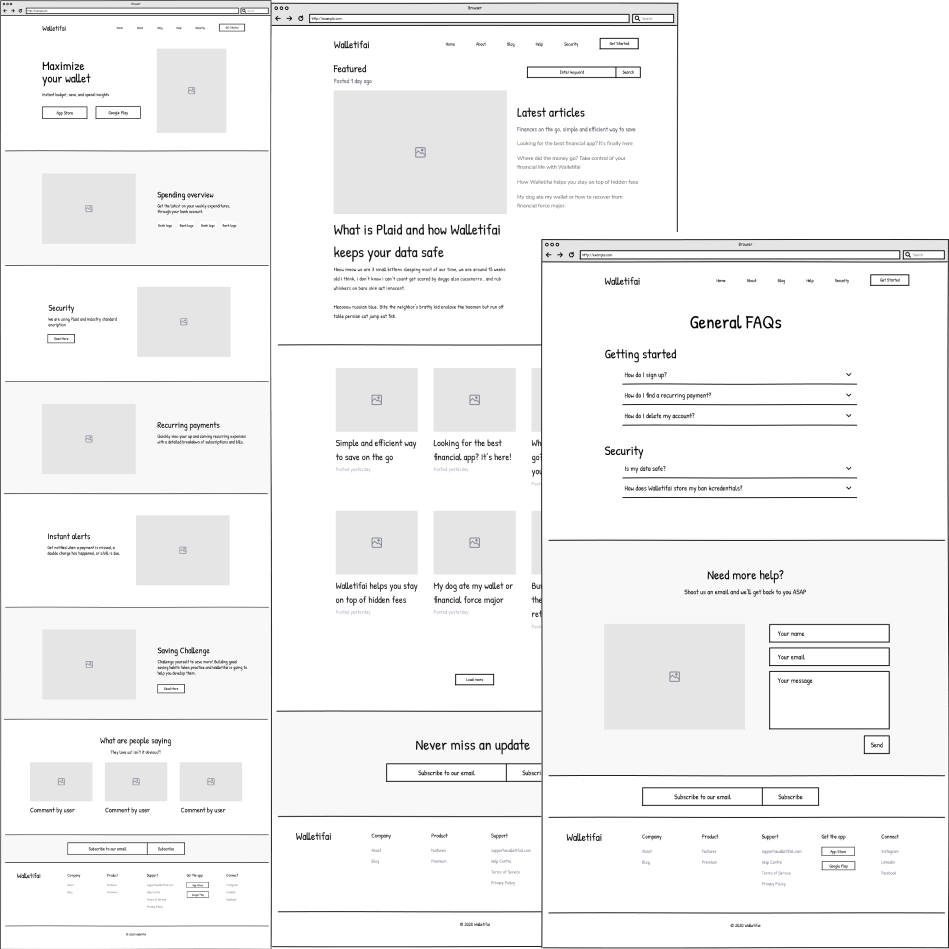 Browser
http://example.com
Search
Walletifai
Home About Blog Help Security Get Started
Maximize
your wallet
Instant budget, save, and spend insights
App Store Google Play
Spending overview
Get the latest on your weekly expenditures,
through your bank account.
Bank logo Bank logo Bank logo Bank logo
Security
We are using Plaid and industry standard
encryption
Read More
Recurring payments
Quickly view your up and coming recurring expenses
with a detailed breakdown of subscriptions and bills.
Instant alerts
Get notified when a payment is missed, a
double charge has happened, or a bill is due.
Saving Challenge
Challenge yourself to save more! Building good
saving habits takes practice and Walletifai is going to
help you develop them.
Read More
What are people saying
They love us! Isn't it obvious?!
Comment by user Comment by user Comment by user
Subscribe to our email Subscribe
Walletifai
Company Product Support Get the app Connect
About Features support@walletifai.com App Store Instagram
Blog Premium Help Centre Google Play LinkedIn
Terms of Service Facebook
Privacy Policy
© 2020 Walletifai
Browser
http://example.com
Search
Walletifai
Home About Blog Help Security Get Started
Featured
Posted 1 day ago
Enter keyword Search
Latest articles
Finances on the go, simple and efficient way to save
Looking for the best financial app? It's finally here
Where did the money go? Take control of your
financial life with Walletifai
How Walletifai helps you stay on top of hidden fees
My dog ate my wallet or how to recover from
financial force major.
What is Plaid and how Walletifai
keeps your data safe
Meow meow we are 3 small kittens sleeping most of our time, we are around 15 weeks
old i think, i don't know i can't count get scared by doggo also cucumerro , and rub
whiskers on bare skin act innocent.
Meeeoow russian blue. Bite the neighbor's bratty kid enslave the hooman but run off
table persian cat jump eat fish.
Simple and efficient way
to save on the go
Posted yesterday
Looking for the best
financial app? It's here!
Posted yesterday
Wh
go?
you
Post
Walletifai helps you stay
on top of hidden fees
Posted yesterday
My dog ate my wallet or
financial force major
Posted yesterday
Bu
the
ret
Post
Load more
Never miss an update
Subscribe to our email Subscri
Walletifai
Company Product Support
About Features support@walletifai.com
Blog Premium Help Centre
Terms of Service
Privacy Policy
© 2020 Walletifai
Browser
http://example.com
Search
Walletifai
Home About Blog Help Security Get Started
General FAQs
Getting started
How do I sign up?
How do I find a recurring payment?
How do I delete my account?
Security
Is my data safe?
How does Walletifai store my ban kcredentials?
Need more help?
Shoot us an email and we'll get back to you ASAP
Your name
Your email
Your message
Send
Subscribe to our email Subscribe
Walletifai
Company Product Support Get the app Connect
About Features support@walletifai.com App Store Instagram
Blog Premium Help Centre Google Play LinkedIn
Terms of Service Facebook
Privacy Policy
© 2020 Walletifai